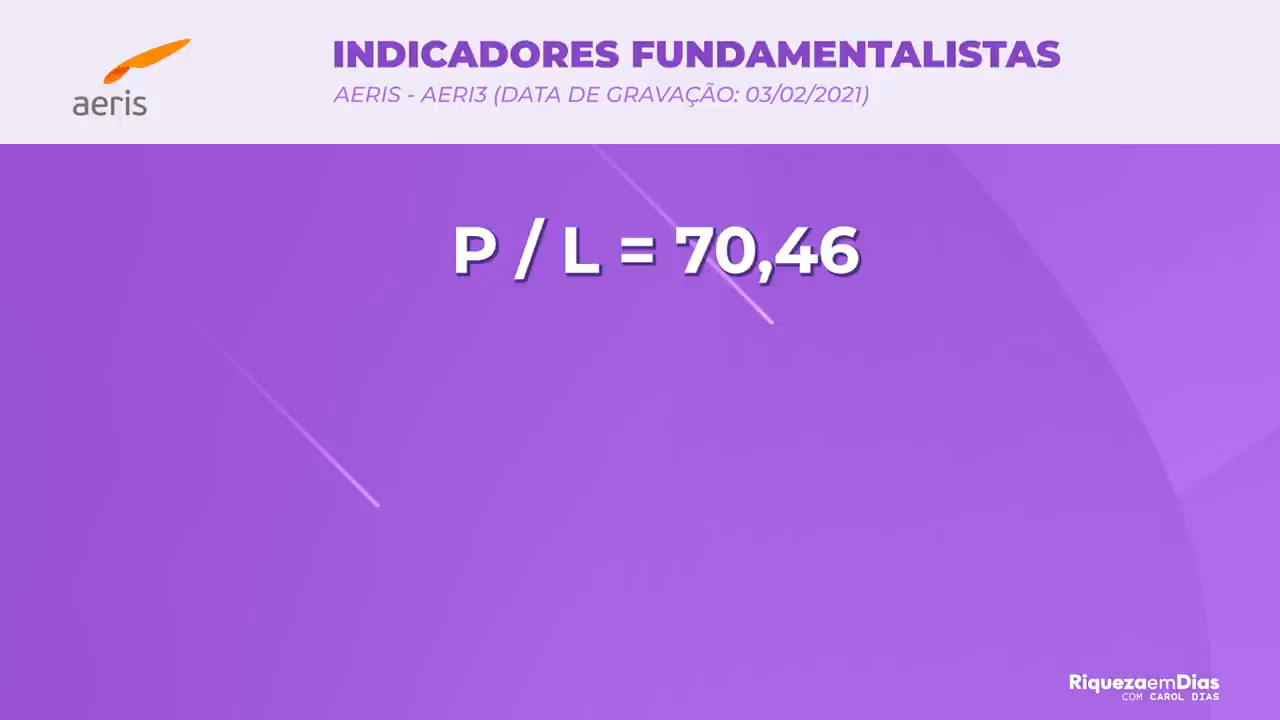 aeris
INDICADORES FUNDAMENTALISTAS
AERIS - AERI3 (DATA DE GRAVAÇÃO: 03/02/2021)
P / L = 70,46
RiquezaemDias
COM CAROL DIAS